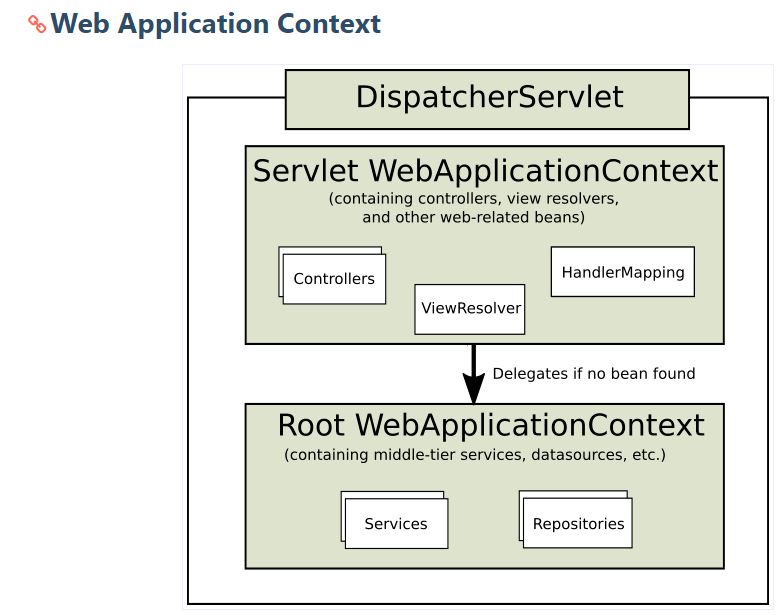 Web Application Context
DispatcherServlet
Servlet WebApplicationContext
(containing controllers, view resolvers,
and other web-related beans)
Controllers
HandlerMapping
ViewResolver
Delegates if no bean found
Root WebApplicationContext
(containing middle-tier services, datasources, etc.)
Services
Repositories